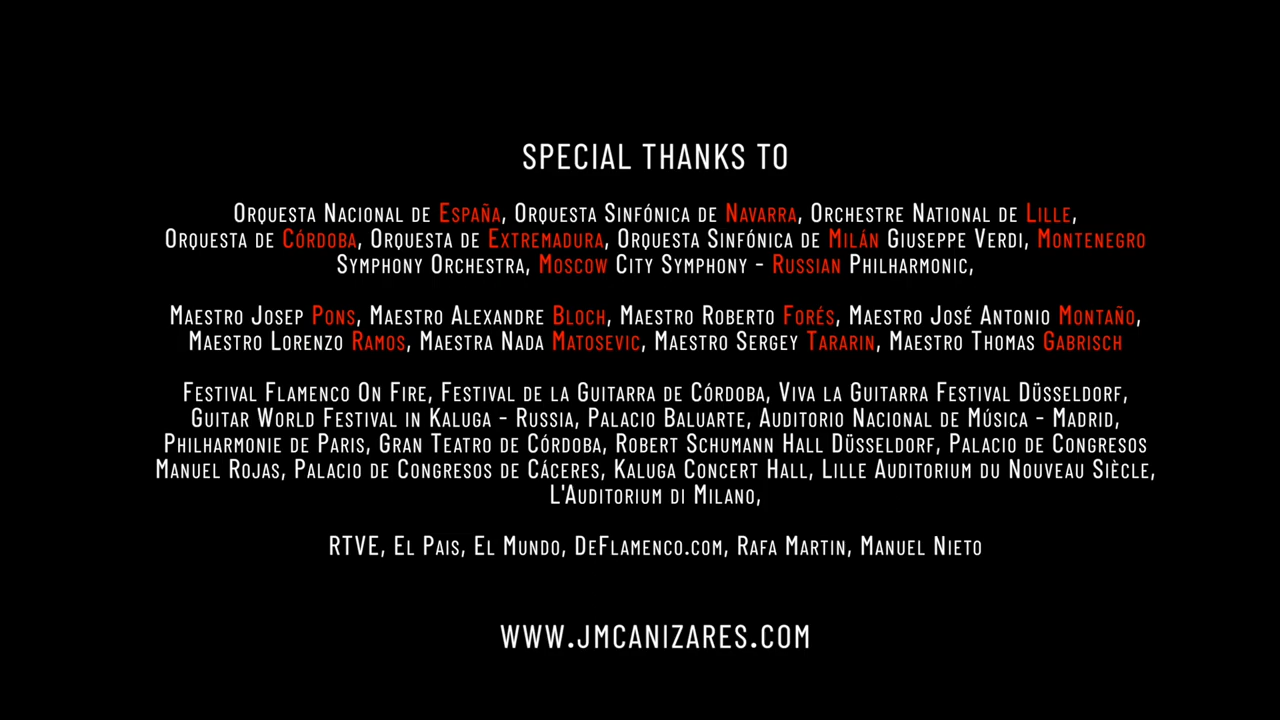 SPECIAL THANKS TO
Orquesta Nacional de España, Orquesta Sinfónica de Navarra, Orchestre National de Lille,
Orquesta de Córdoba, Orquesta de Extremadura, Orquesta Sinfónica de Milán Giuseppe Verdi, Montenegro
Symphony Orchestra, Moscow City Symphony - Russian Philharmonic,
Maestro Josep Pons, Maestro Alexandre Bloch, Maestro Roberto Forés, Maestro José Antonio Montaño,
Maestro Lorenzo Ramos, Maestra Nada Matosevic, Maestro Sergey Tararin, Maestro Thomas Gabrisch
Festival Flamenco On Fire, Festival de la Guitarra de Córdoba, Viva la Guitarra Festival Düsseldorf,
Guitar World Festival in Kaluga - Russia, Palacio Baluarte, Auditorio Nacional de Música - Madrid,
Philharmonie de Paris, Gran Teatro de Córdoba, Robert Schumann Hall Düsseldorf, Palacio de Congresos
Manuel Rojas, Palacio de Congresos de Cáceres, Kaluga Concert Hall, Lille Auditorium du Nouveau Siècle,
L'Auditorium di Milano,
RTVE, El Pais, El Mundo, DeFlamenco.com, Rafa Martin, Manuel Nieto
WWW.JMCANIZARES.COM